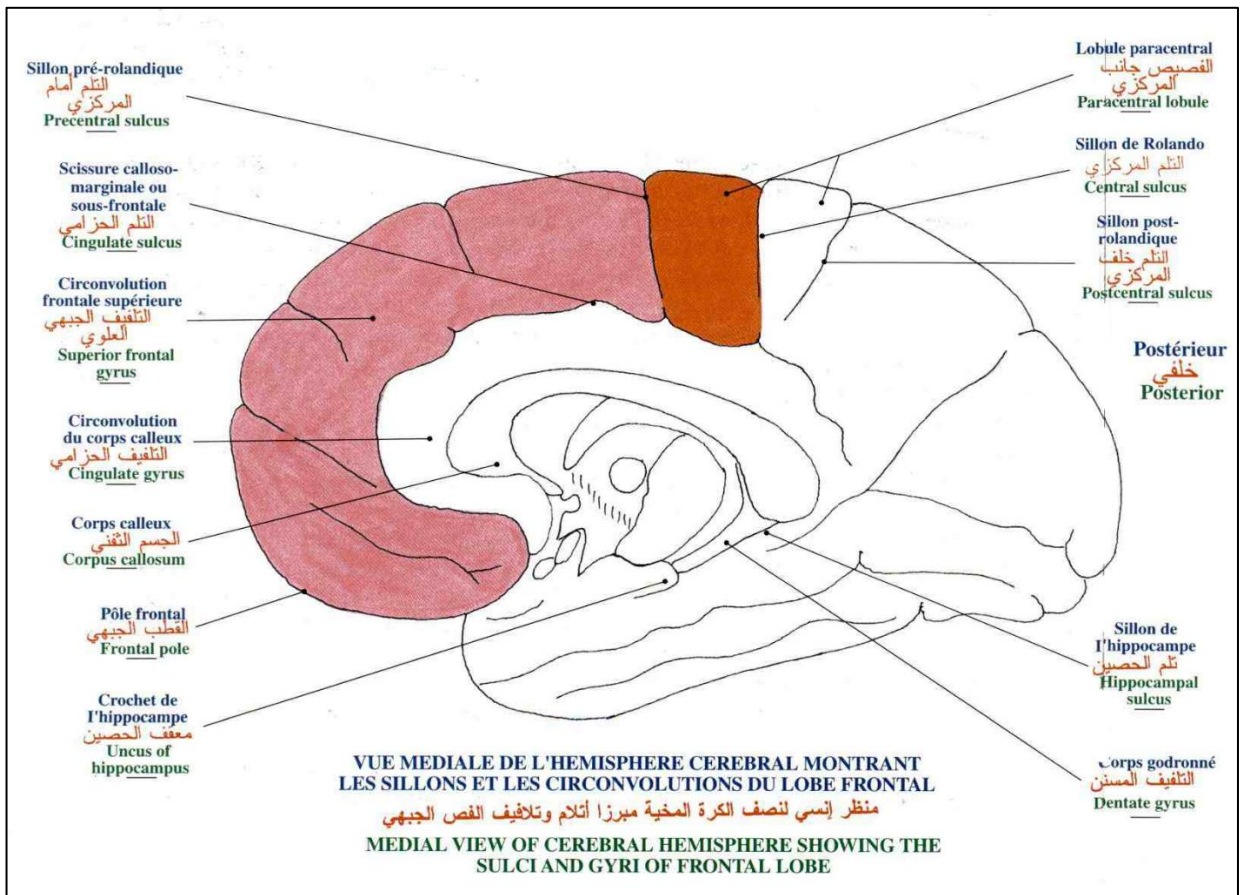 Sillon pré-rolandique
التلم أمام
المركزي
Precentral sulcus
Scissure calloso-
marginale ou
sous-frontale
التلم الحزامي
Cingulate sulcus
Circonvolution
frontale supérieure
التلفيف الجبهي
العلوي
Superior frontal
gyrus
Circonvolution
du corps calleux
التلفيف الحزامي
Cingulate gyrus
Corps calleux
الجسم الثفني
Corpus callosum
Pôle frontal
القطب الجبهي
Frontal pole
Crochet de
l'hippocampe
معقف الحصين
Uncus of
hippocampus
Lobule paracentral
الفصيص جانب
المركزي
Paracentral lobule
Sillon de Rolando
التلم المركزي
Central sulcus
Sillon post-
rolandique
التلم خلف
المركزي
Postcentral sulcus
Postérieur
خلفي
Posterior
Sillon de
l'hippocampe
تلم الحصين
Hippocampal
sulcus
Corps godronné
التلفيف المسنن
Dentate gyrus
VUE MEDIALE DE L'HEMISPHERE CEREBRAL MONTRANT
LES SILLONS ET LES CIRCONVOLUTIONS DU LOBE FRONTAL
منظر إنسي لنصف الكرة المخية مبرزا أتلام وتلافيف الفص الجبهي
MEDIAL VIEW OF CEREBRAL HEMISPHERE SHOWING THE
SULCI AND GYRI OF FRONTAL LOBE